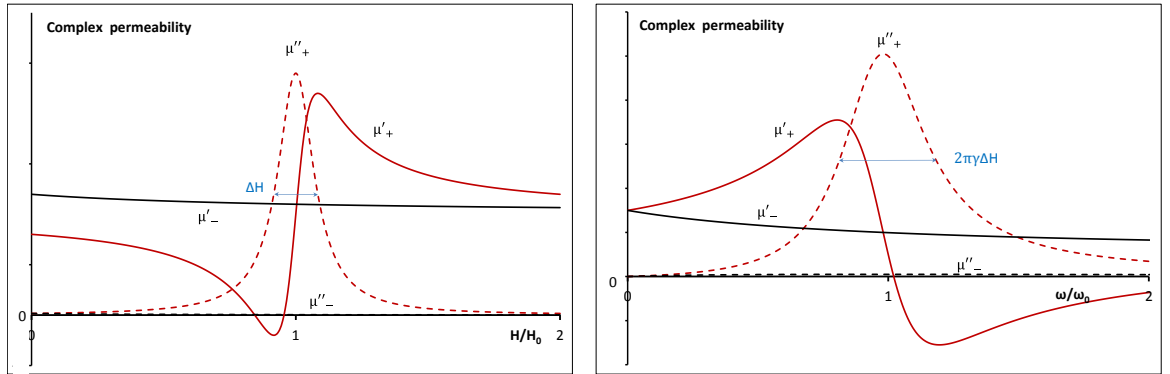 Complex permeability
μ″₊
μ′₊
ΔH
μ′₋
μ″₋
0
0
1
H/H₀
2
Complex permeability
μ″₊
μ′₊
2πγΔH
μ′₋
μ″₋
0
0
1
ω/ω₀
2